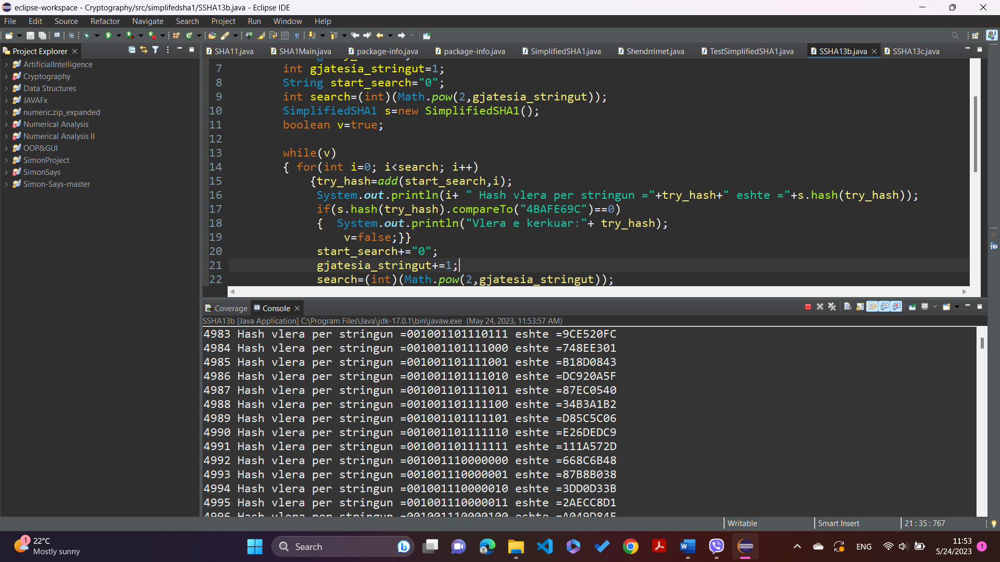 eclipse-workspace - Cryptography/src/simplifedsha1/SSHA13b.java - Eclipse IDE
File Edit Source Refactor Navigate Search Project Run Window Help
Project Explorer
SHA11.java SHA1Main.java package-info.java package-info.java SimplifiedSHA1.java Shendrrimet.java TestSimplifiedSHA1.java SSHA13b.java SSHA13c.java
ArtificialIntelligence
Cryptography
Data Structures
JAVAFx
numeric.zip_expanded
Numerical Analysis
Numerical Analysis II
OOP&GUI
SimonProject
SimonSays
Simon-Says-master
7 int gjatesia_stringut=1;
8 String start_search="0";
9 int search=(int)(Math.pow(2,gjatesia_stringut));
10 SimplifiedSHA1 s=new SimplifiedSHA1();
11 boolean v=true;
12
13 while(v)
14 { for(int i=0; i<search; i++)
15 {try_hash=add(start_search,i);
16 System.out.println(i+ " Hash vlera per stringun ="+try_hash+" eshte ="+s.hash(try_hash));
17 if(s.hash(try_hash).compareTo("4BAFE69C")==0)
18 { System.out.println("Vlera e kerkuar:"+ try_hash);
19 v=false;}}
20 start_search+="0";
21 gjatesia_stringut+=1;
22 search=(int)(Math.pow(2,gjatesia_stringut));
Coverage Console
SSHA13b [Java Application] C:\Program Files\Java\jdk-17.0.1\bin\javaw.exe (May 24, 2023, 11:53:57 AM)
4983 Hash vlera per stringun =001001101110111 eshte =9CE520FC
4984 Hash vlera per stringun =001001101111000 eshte =748EE301
4985 Hash vlera per stringun =001001101111001 eshte =B18D0843
4986 Hash vlera per stringun =001001101111010 eshte =DC920A5F
4987 Hash vlera per stringun =001001101111011 eshte =87EC0540
4988 Hash vlera per stringun =001001101111100 eshte =34B3A1B2
4989 Hash vlera per stringun =001001101111101 eshte =D85C5C06
4990 Hash vlera per stringun =001001101111110 eshte =E26DEDC9
4991 Hash vlera per stringun =001001101111111 eshte =111A572D
4992 Hash vlera per stringun =001001110000000 eshte =668C6B48
4993 Hash vlera per stringun =001001110000001 eshte =87B8B038
4994 Hash vlera per stringun =001001110000010 eshte =3DD0D33B
4995 Hash vlera per stringun =001001110000011 eshte =2AECC8D1
4996 Hash vlera per stringun =001001110000100 eshte
Writable Smart Insert 21 : 35 : 767
1
22°C
Mostly sunny
Search
ENG
11:53
5/24/2023
1